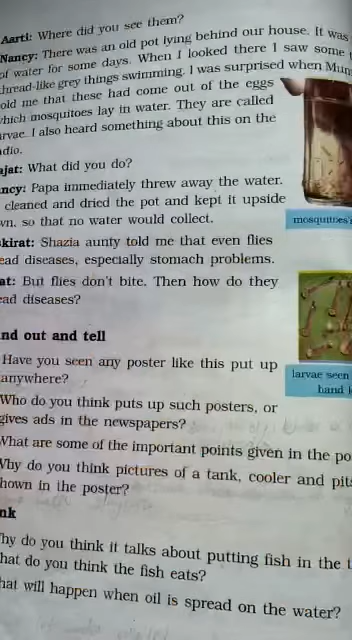 Aarti: Where did you see them?
Nancy: There was an old pot lying behind our house. It was
of water for some days. When I looked there I saw some
thread-like grey things swimming. I was surprised when
old me that these had come out of the eggs
which mosquitoes lay in water. They are called
arvae. I also heard something about this on the
dio.
ajat: What did you do?
ncy: Papa immediately threw away the water.
cleaned and dried the pot and kept it upside
wn, so that no water would collect.
skirat: Shazia aunty told me that even flies
ead diseases, especially stomach problems.
at: But flies don't bite. Then how do they
ead diseases?
mosquitoes's
larvae seen
hand
nd out and tell
Have you seen any poster like this put up
anywhere?
Who do you think puts up such posters, or
gives ads in the newspapers?
What are some of the important points given in the po
Why do you think pictures of a tank, cooler and pits
hown in the poster?
nk
hy do you think it talks about putting fish in the t
hat do you think the fish eats?
hat will happen when oil is spread on the water?